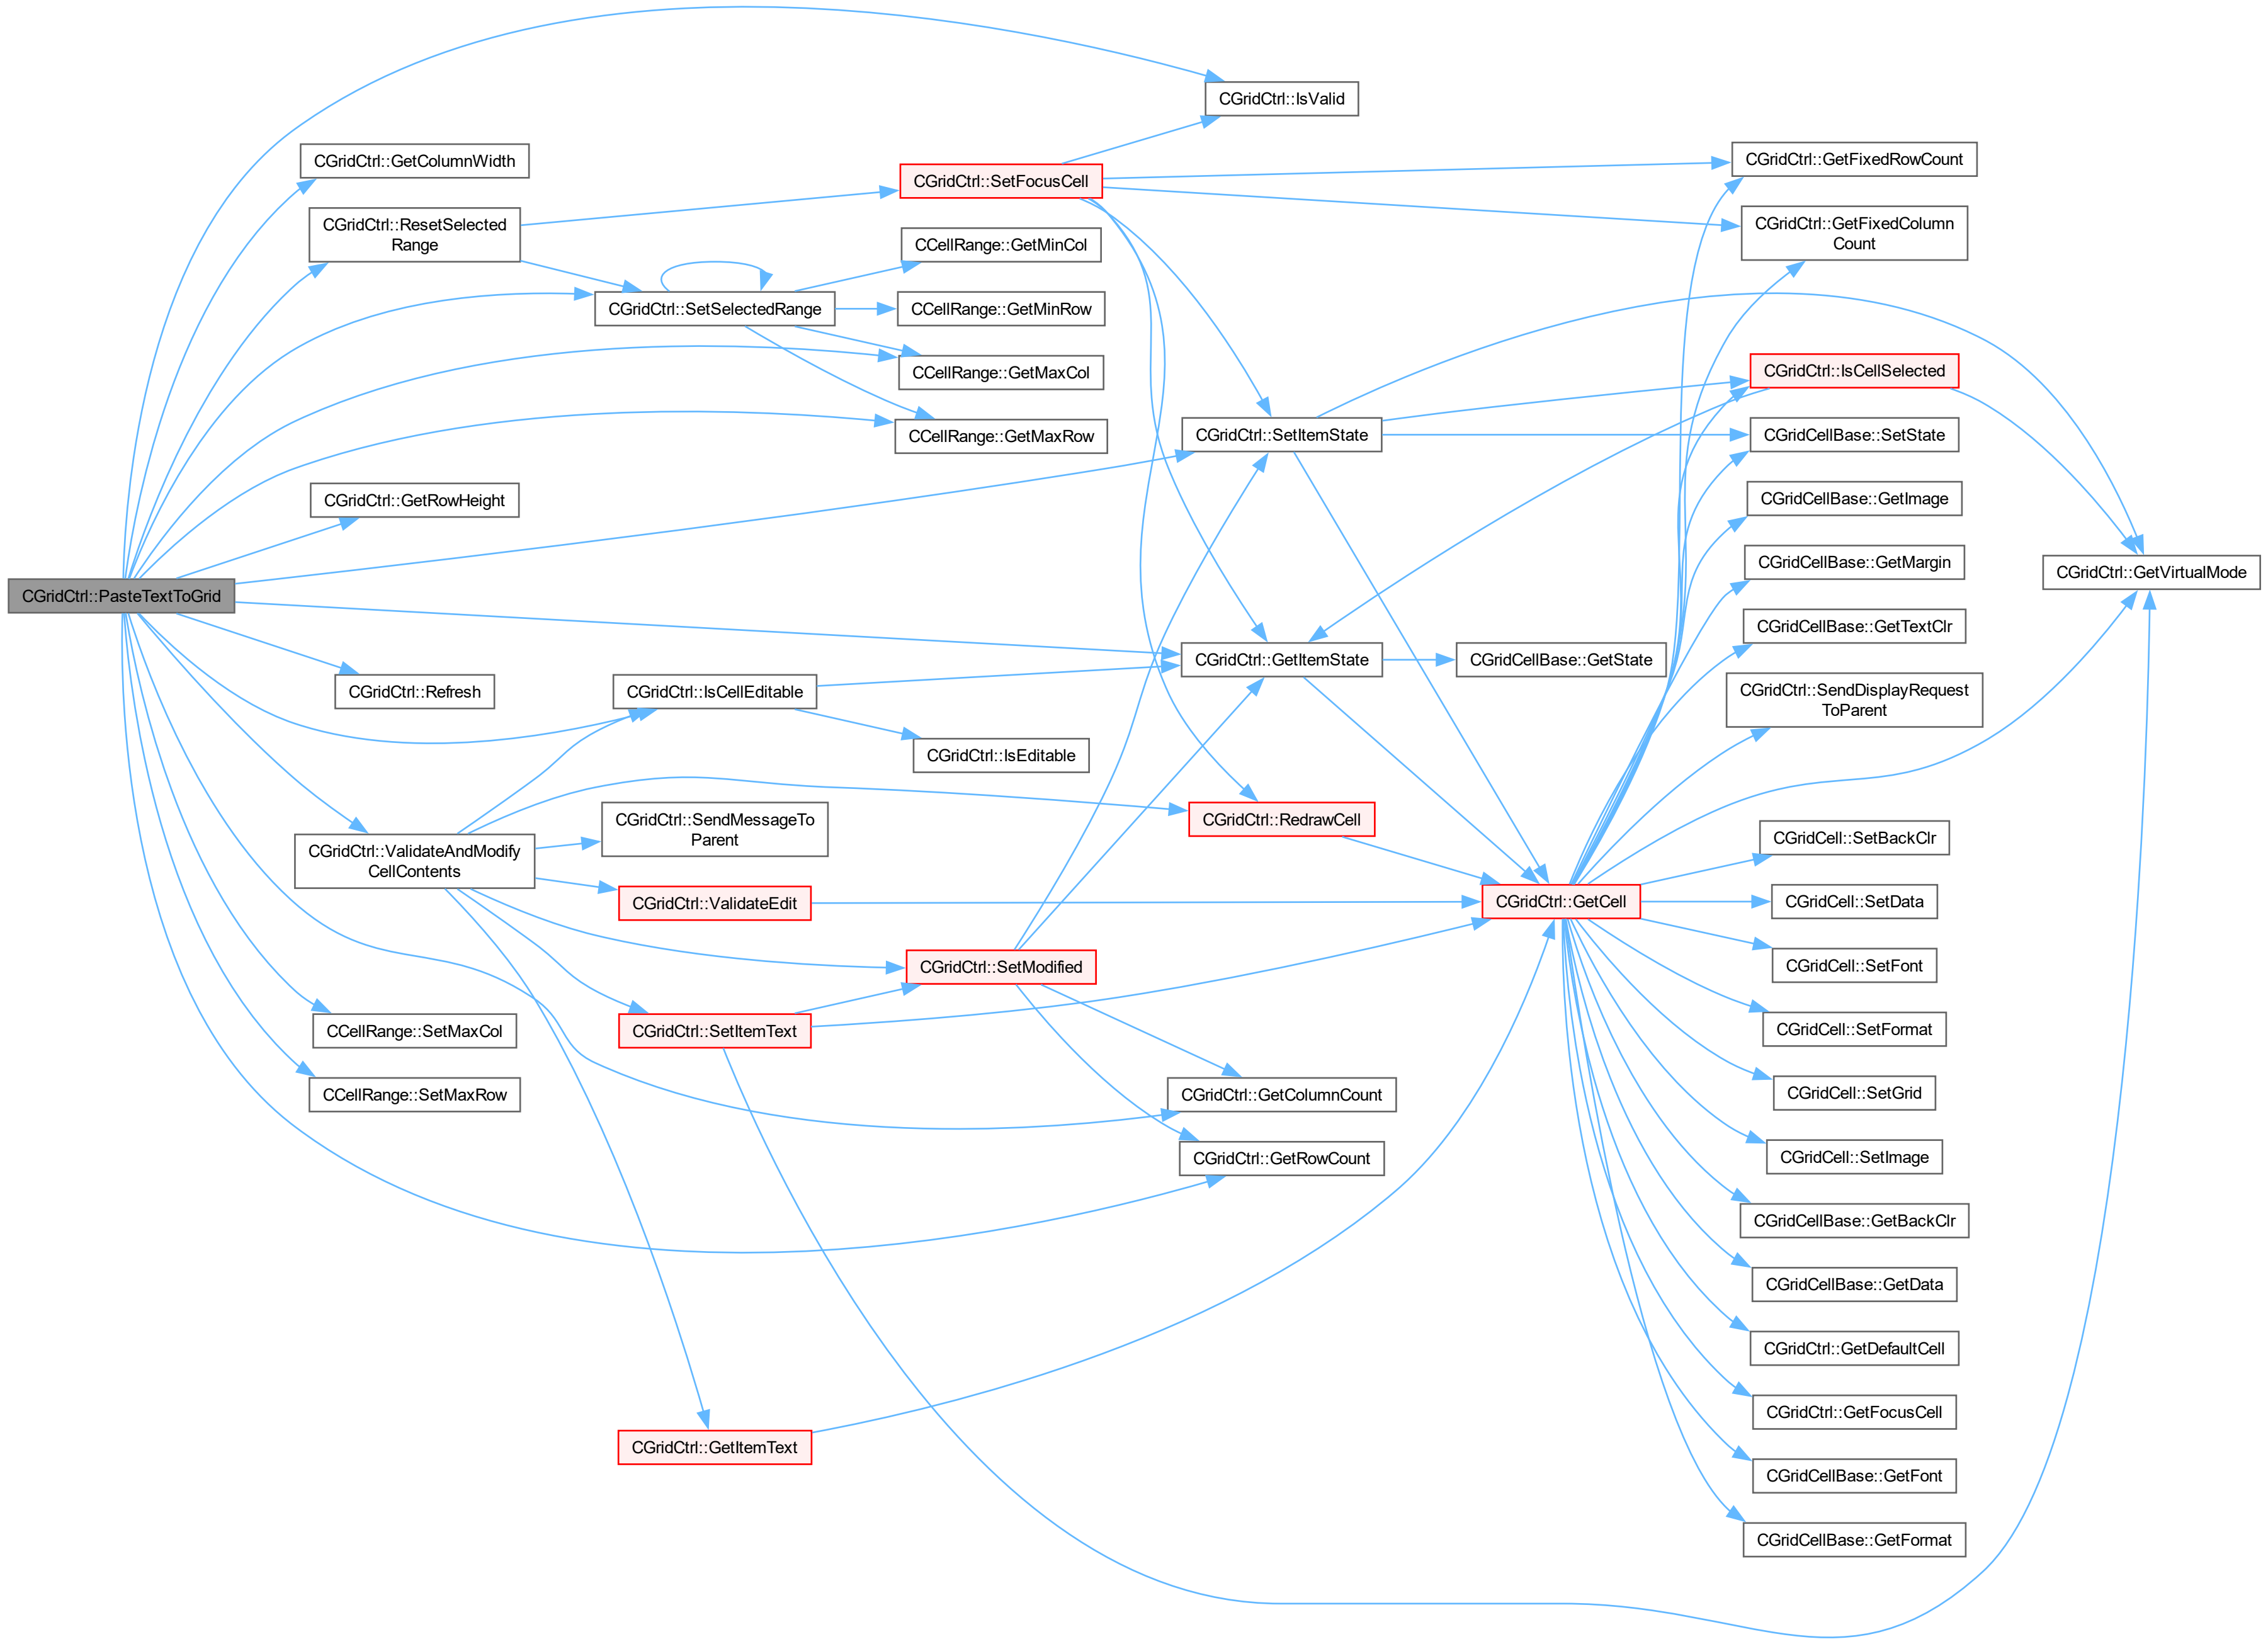 CGridCtrl::PasteTextToGrid
CGridCtrl::GetColumnWidth
CGridCtrl::ResetSelected
Range
CGridCtrl::GetRowHeight
CGridCtrl::Refresh
CGridCtrl::ValidateAndModify
CellContents
CCellRange::SetMaxCol
CCellRange::SetMaxRow
CGridCtrl::SetSelectedRange
CGridCtrl::IsCellEditable
CGridCtrl::SendMessageTo
Parent
CGridCtrl::ValidateEdit
CGridCtrl::SetItemText
CGridCtrl::GetItemText
CGridCtrl::SetFocusCell
CCellRange::GetMinCol
CCellRange::GetMinRow
CCellRange::GetMaxCol
CCellRange::GetMaxRow
CGridCtrl::IsEditable
CGridCtrl::SetModified
CGridCtrl::IsValid
CGridCtrl::SetItemState
CGridCtrl::GetItemState
CGridCtrl::RedrawCell
CGridCtrl::GetColumnCount
CGridCtrl::GetRowCount
CGridCellBase::GetState
CGridCtrl::GetCell
CGridCtrl::GetFixedRowCount
CGridCtrl::GetFixedColumn
Count
CGridCtrl::IsCellSelected
CGridCellBase::SetState
CGridCellBase::GetImage
CGridCellBase::GetMargin
CGridCellBase::GetTextClr
CGridCtrl::SendDisplayRequest
ToParent
CGridCell::SetBackClr
CGridCell::SetData
CGridCell::SetFont
CGridCell::SetFormat
CGridCell::SetGrid
CGridCell::SetImage
CGridCellBase::GetBackClr
CGridCellBase::GetData
CGridCtrl::GetDefaultCell
CGridCtrl::GetFocusCell
CGridCellBase::GetFont
CGridCellBase::GetFormat
CGridCtrl::GetVirtualMode